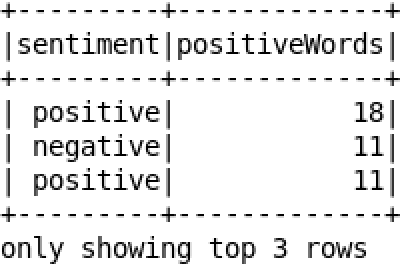 +---------+-------------+
|sentiment|positiveWords|
+---------+-------------+
| positive|           18|
| negative|           11|
| positive|           11|
+---------+-------------+
only showing top 3 rows